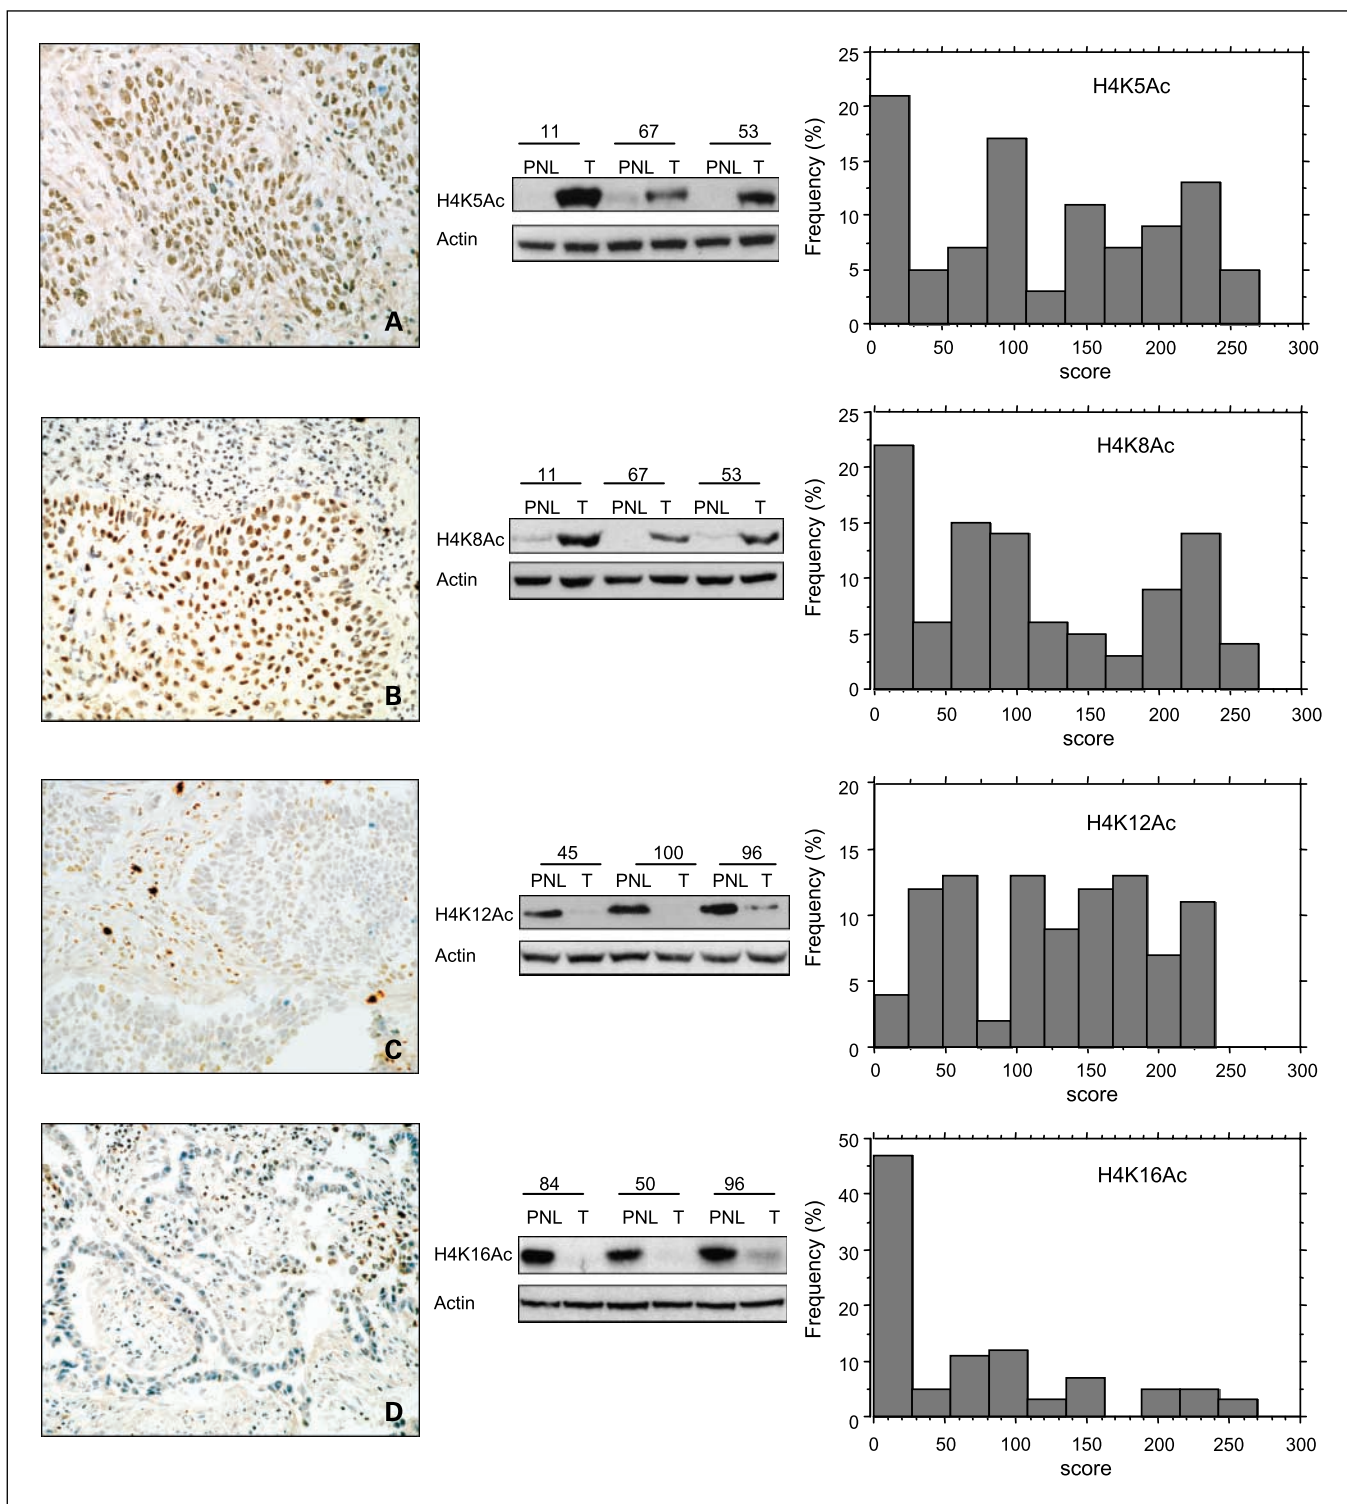 A
11 67 53
PNL T PNL T PNL T
H4K5Ac
Actin
H4K5Ac
Frequency (%)
25
20
15
10
5
0
0 50 100 150 200 250 300
score
B
11 67 53
PNL T PNL T PNL T
H4K8Ac
Actin
H4K8Ac
Frequency (%)
25
20
15
10
5
0
0 50 100 150 200 250 300
score
C
45 100 96
PNL T PNL T PNL T
H4K12Ac
Actin
H4K12Ac
Frequency (%)
20
15
10
5
0
0 50 100 150 200 250 300
score
D
84 50 96
PNL T PNL T PNL T
H4K16Ac
Actin
H4K16Ac
Frequency (%)
50
40
30
20
10
0
0 50 100 150 200 250 300
score